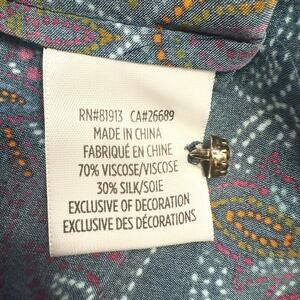 RN#81913 CA#26689
MADE IN CHINA
FABRIQUÉ EN CHINE
70% VISCOSE/VISCOSE
30% SILK/SOIE
EXCLUSIVE OF DECORATION
EXCLUSIVE DES DÉCORATIONS